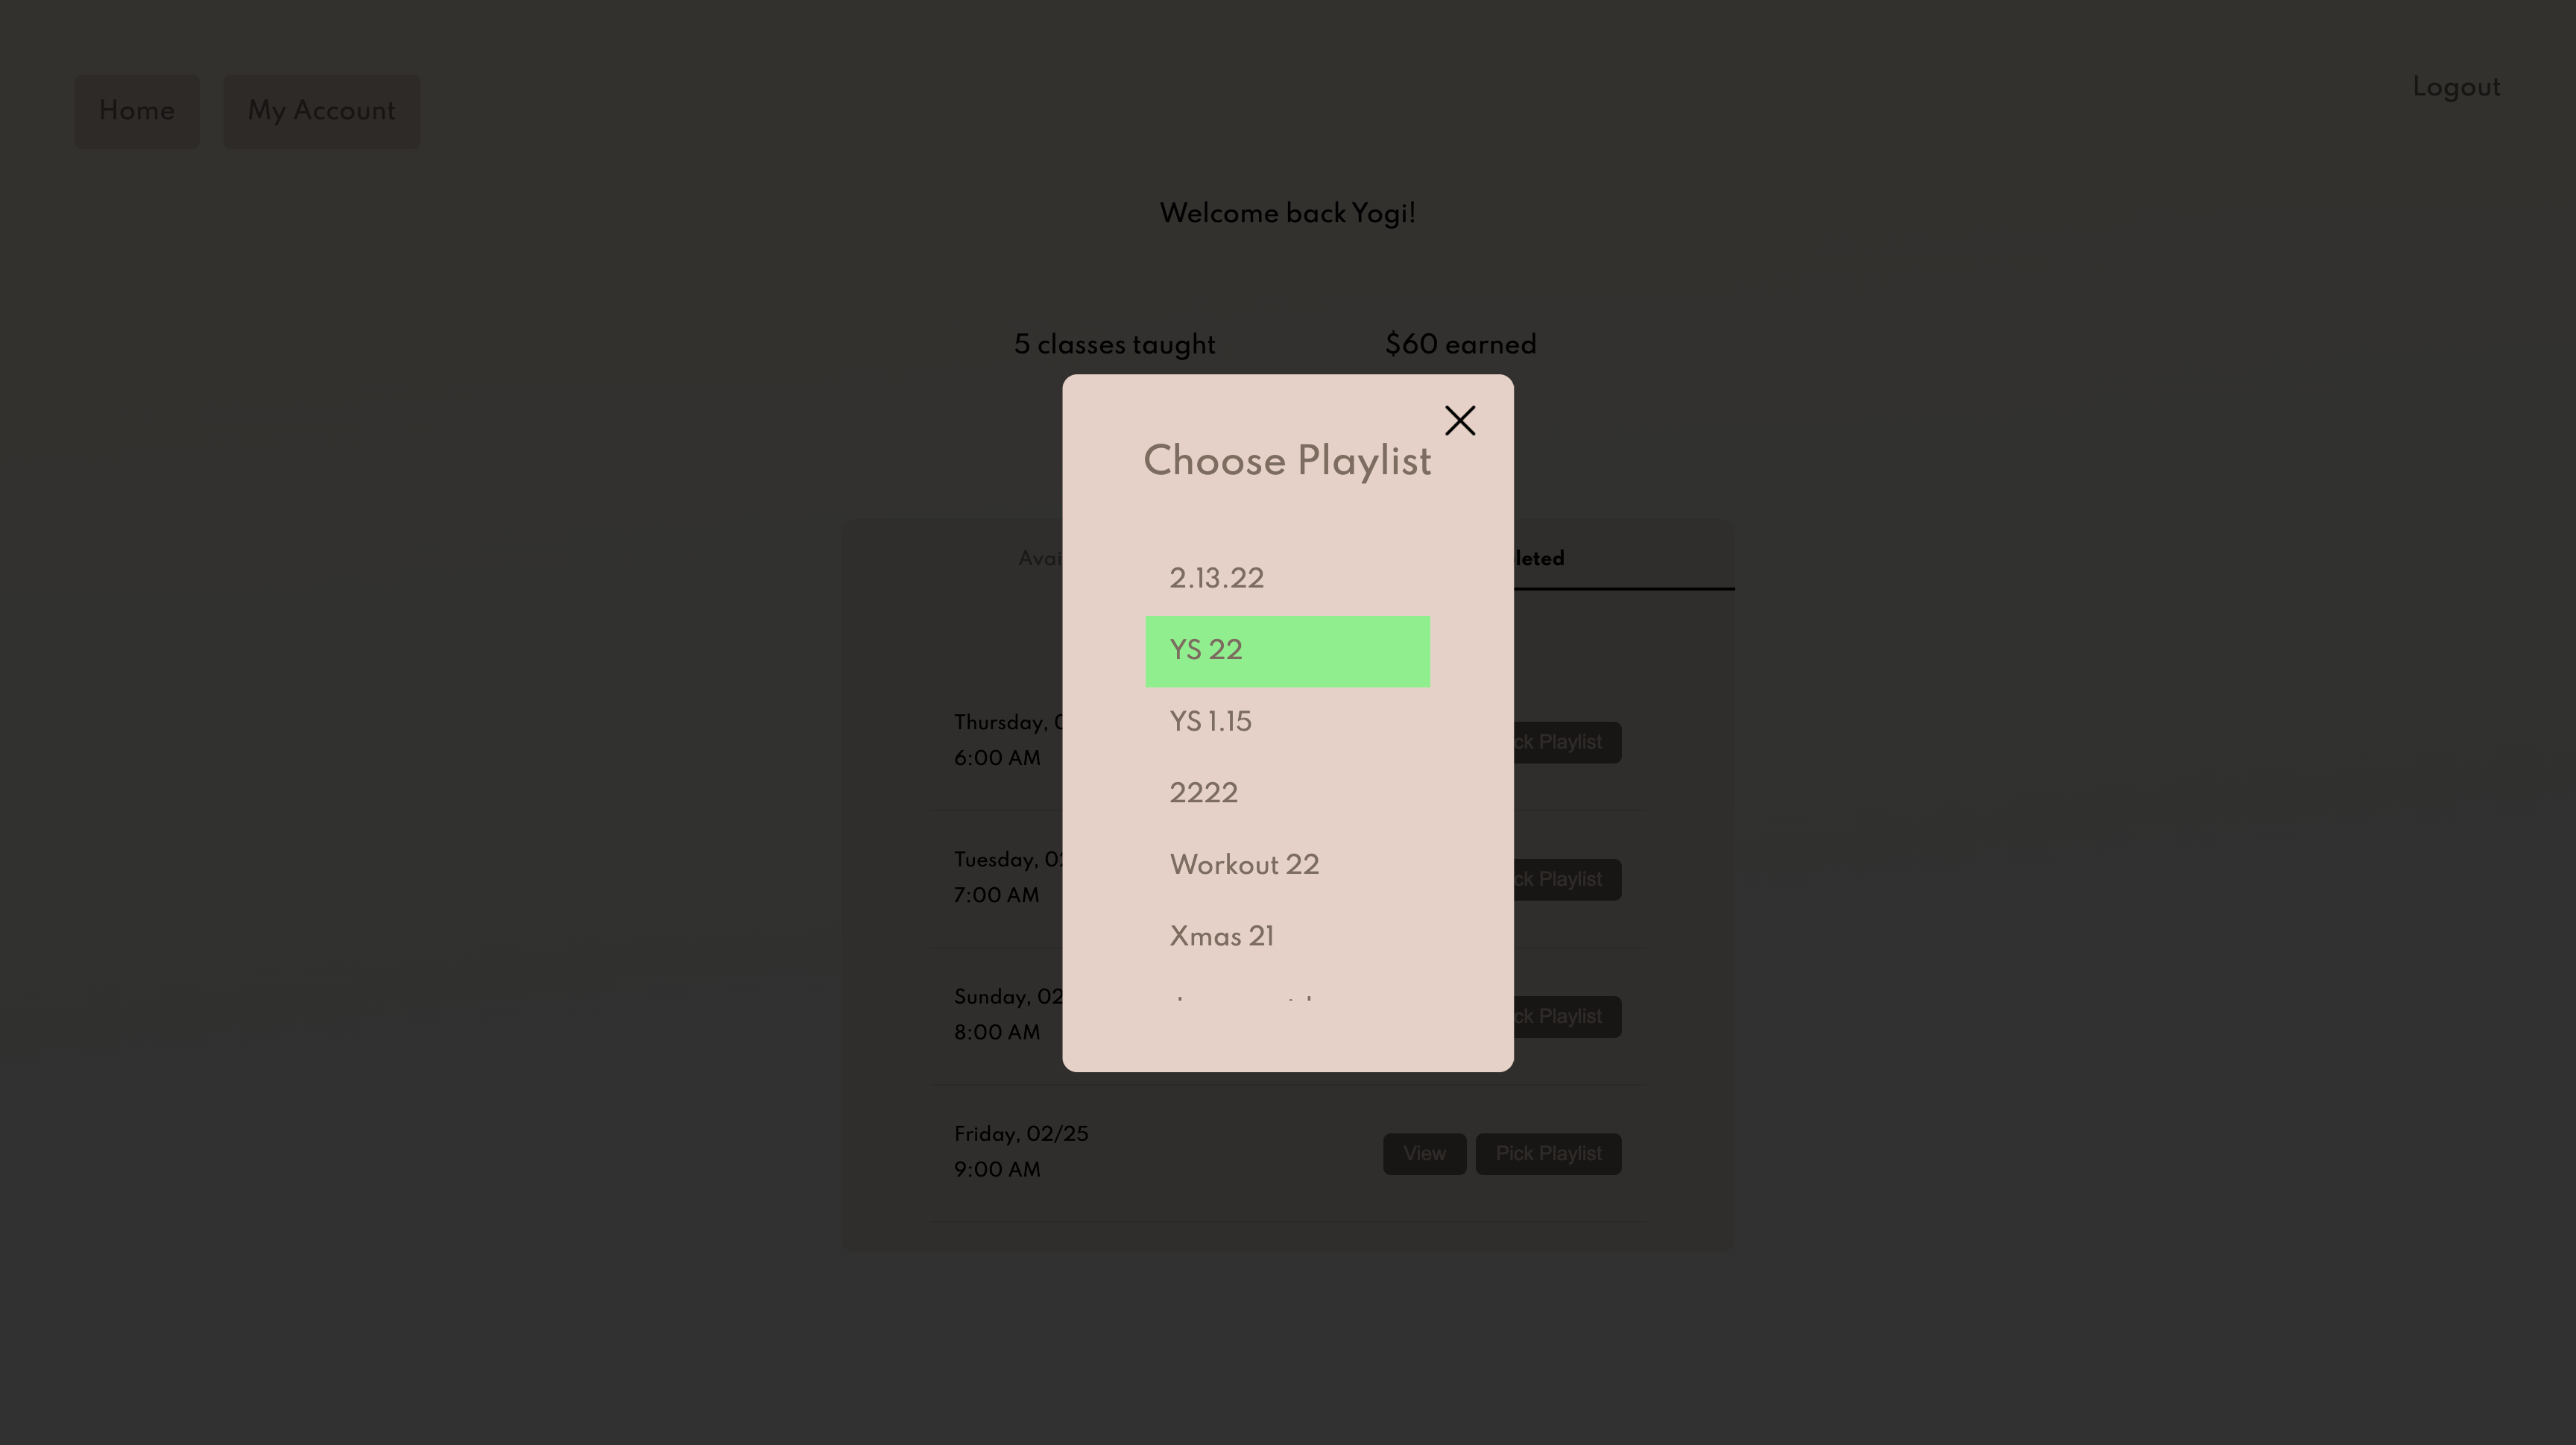 Home
My Account
Logout
Welcome back Yogi!
5 classes taught
$60 earned
Choose Playlist
2.13.22
YS 22
YS 1.15
2222
Workout 22
Xmas 21
Avai
leted
Thursday, 0
6:00 AM
ck Playlist
Tuesday, 02
7:00 AM
ck Playlist
Sunday, 02
8:00 AM
ck Playlist
Friday, 02/25
9:00 AM
View
Pick Playlist